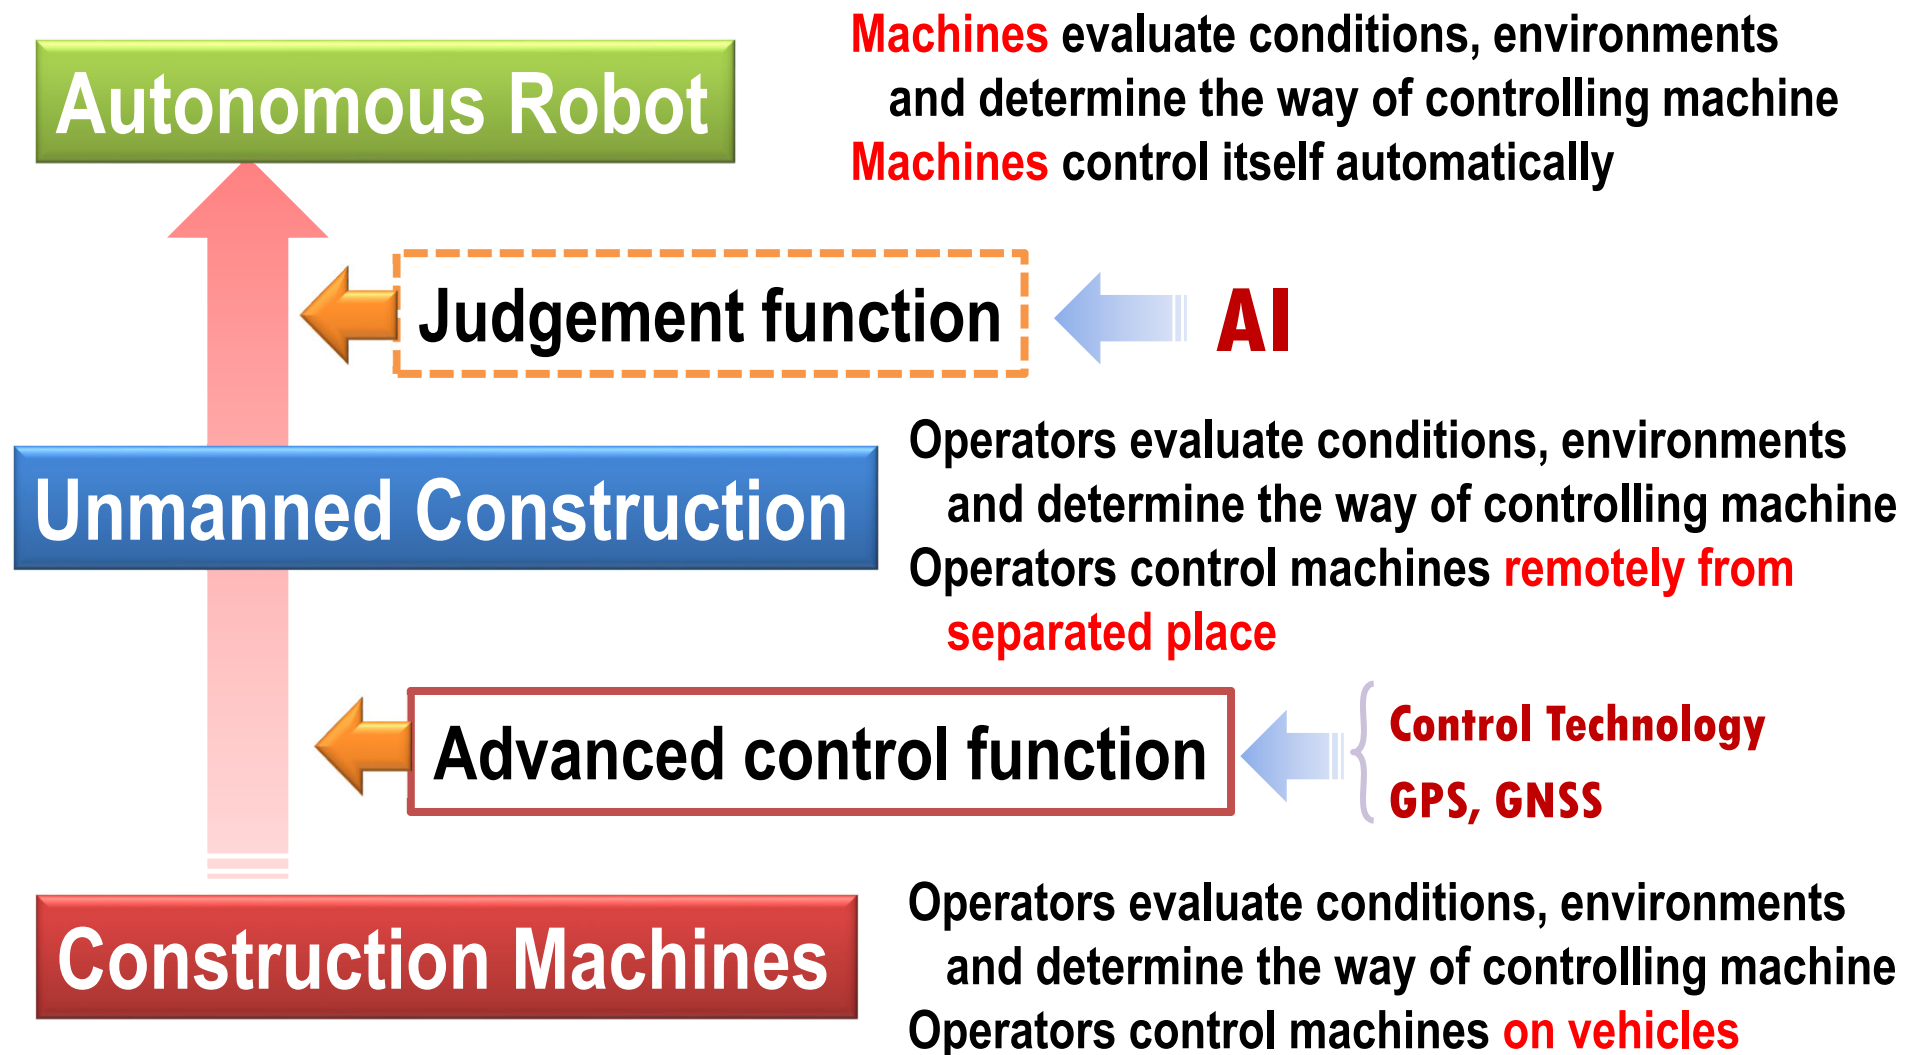 Autonomous Robot
Machines evaluate conditions, environments
and determine the way of controlling machine
Machines control itself automatically
Judgement function
AI
Unmanned Construction
Operators evaluate conditions, environments
and determine the way of controlling machine
Operators control machines remotely from
separated place
Advanced control function
Control Technology
GPS, GNSS
Construction Machines
Operators evaluate conditions, environments
and determine the way of controlling machine
Operators control machines on vehicles